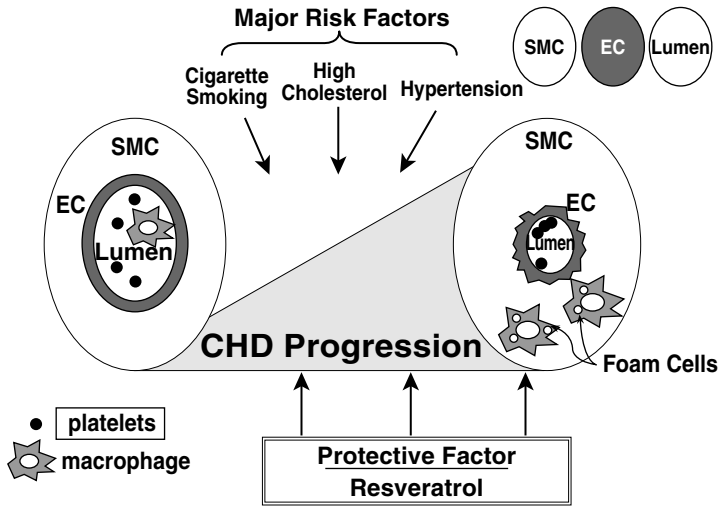 Major Risk Factors
Cigarette
Smoking
High
Cholesterol
Hypertension
SMC
EC
Lumen
SMC
EC
Lumen
SMC
EC
Lumen
CHD Progression
Foam Cells
platelets
macrophage
Protective Factor
Resveratrol